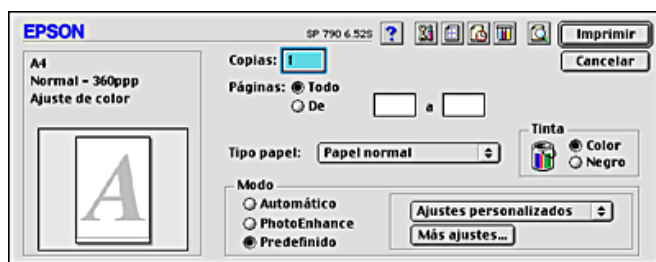 EPSON
SP 790 6.52S
?
Imprimir
Cancelar
A4
Normal - 360ppp
Ajuste de color
A
Copias: 1
Páginas: Todo
De a
Tipo papel: Papel normal
Tinta
Color
Negro
Modo
Automático
PhotoEnhance
Predefinido
Ajustes personalizados
Más ajustes...